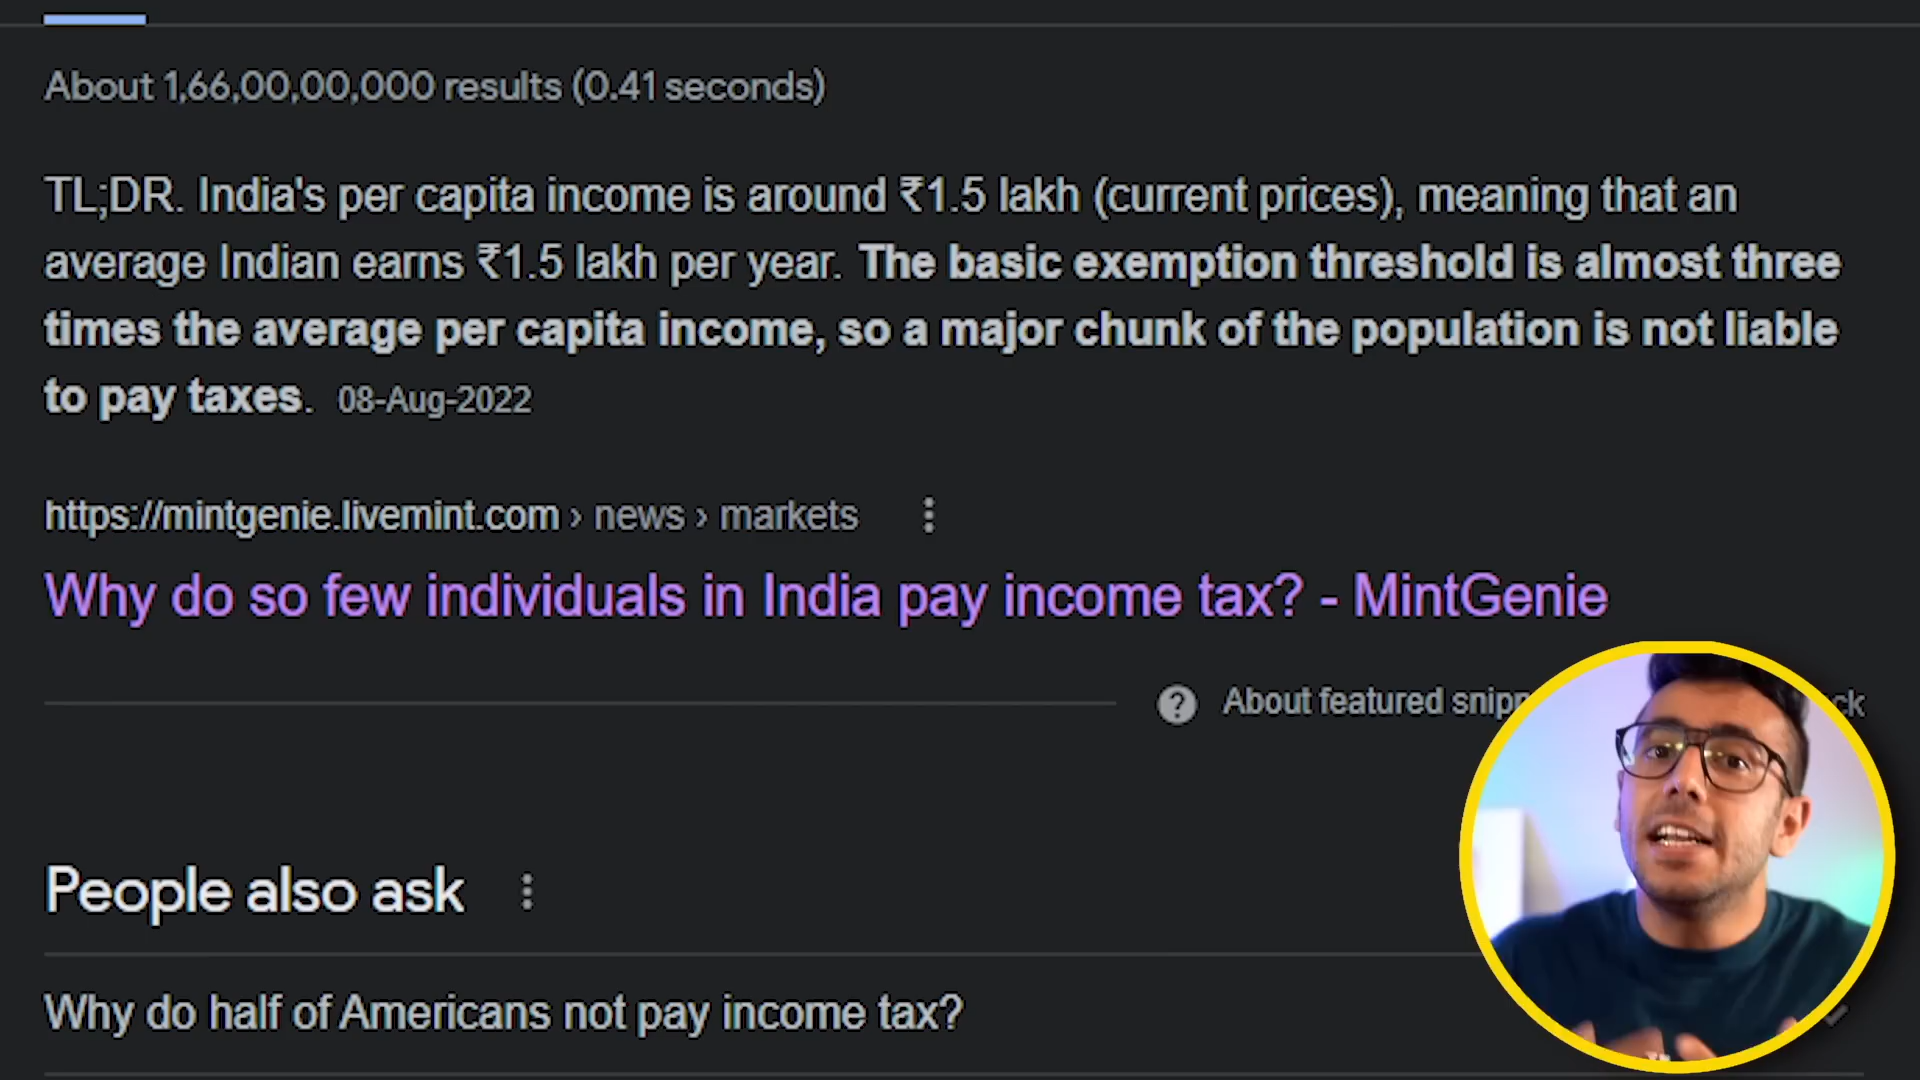 About 1,66,00,00,000 results (0.41 seconds)
TL;DR. India's per capita income is around ₹1.5 lakh (current prices), meaning that an
average Indian earns ₹1.5 lakh per year. The basic exemption threshold is almost three
times the average per capita income, so a major chunk of the population is not liable
to pay taxes. 08-Aug-2022
https://mintgenie.livemint.com › news › markets
Why do so few individuals in India pay income tax? - MintGenie
About featured
People also ask
Why do half of Americans not pay income tax?